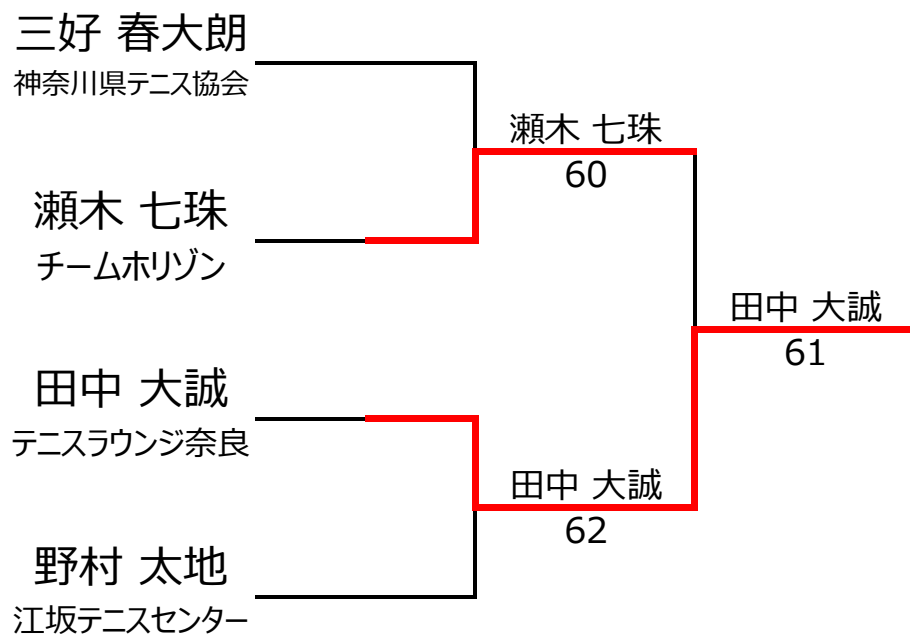 三好 春大朗
神奈川県テニス協会
瀬木 七珠
60
瀬木 七珠
チームホリゾン
田中 大誠
61
田中 大誠
テニスラウンジ奈良
田中 大誠
62
野村 太地
江坂テニスセンター